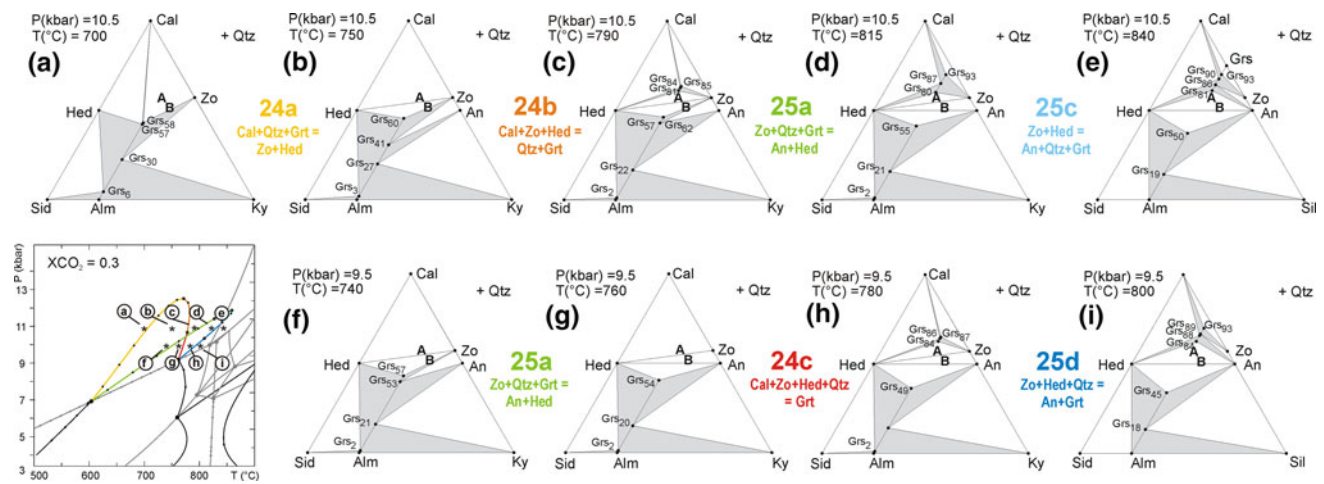 P(kbar) =10.5
T(°C) = 700
(a)
Cal
+ Qtz
Hed
A
B
Zo
Grs58
Grs57
Grs30
Grs6
Sid
Alm
Ky
24a
Cal+Qtz+Grt =
Zo+Hed
P(kbar) =10.5
T(°C) = 750
(b)
Cal
+ Qtz
Hed
A
B
Zo
An
Grs60
Grs41
Grs27
Grs3
Sid
Alm
Ky
24b
Cal+Zo+Hed =
Qtz+Grt
P(kbar) =10.5
T(°C) = 790
(c)
Cal
+ Qtz
Grs84
Grs81
Grs85
Hed
A
B
Zo
An
Grs57
Grs62
Grs22
Grs2
Sid
Alm
Ky
25a
Zo+Qtz+Grt =
An+Hed
P(kbar) =10.5
T(°C) =815
(d)
Cal
+ Qtz
Grs87
Grs93
Grs80
Hed
A
B
Zo
An
Grs55
Grs21
Grs2
Sid
Alm
Ky
25c
Zo+Hed =
An+Qtz+Grt
P(kbar) =10.5
T(°C) =840
(e)
Cal
+ Qtz
Grs
Grs90
Grs93
Grs86
Grs81
Hed
A
B
Zo
An
Grs50
Grs19
Sid
Alm
Sil
P (kbar)
XCO2 = 0.3
13
11
9
7
5
3
a
b
c
d
e
f
g
h
i
500
600
700
800
T (°C)
P(kbar) =9.5
T(°C) =740
(f)
Cal
+ Qtz
Hed
A
B
Zo
An
Grs57
Grs53
Grs21
Grs2
Sid
Alm
Ky
25a
Zo+Qtz+Grt =
An+Hed
P(kbar) =9.5
T(°C) =760
(g)
Cal
+ Qtz
Hed
A
B
Zo
An
Grs54
Grs20
Grs2
Sid
Alm
Ky
24c
Cal+Zo+Hed+Qtz
= Grt
P(kbar) =9.5
T(°C) =780
(h)
Cal
+ Qtz
Grs86
Grs84
Grs87
Hed
A
B
Zo
An
Grs49
Grs2
Sid
Alm
Ky
25d
Zo+Hed+Qtz =
An+Grt
P(kbar) =9.5
T(°C) = 800
(i)
+ Qtz
Grs89
Grs93
Grs88
Grs84
Hed
A
B
Zo
An
Grs45
Grs18
Sid
Alm
Sil